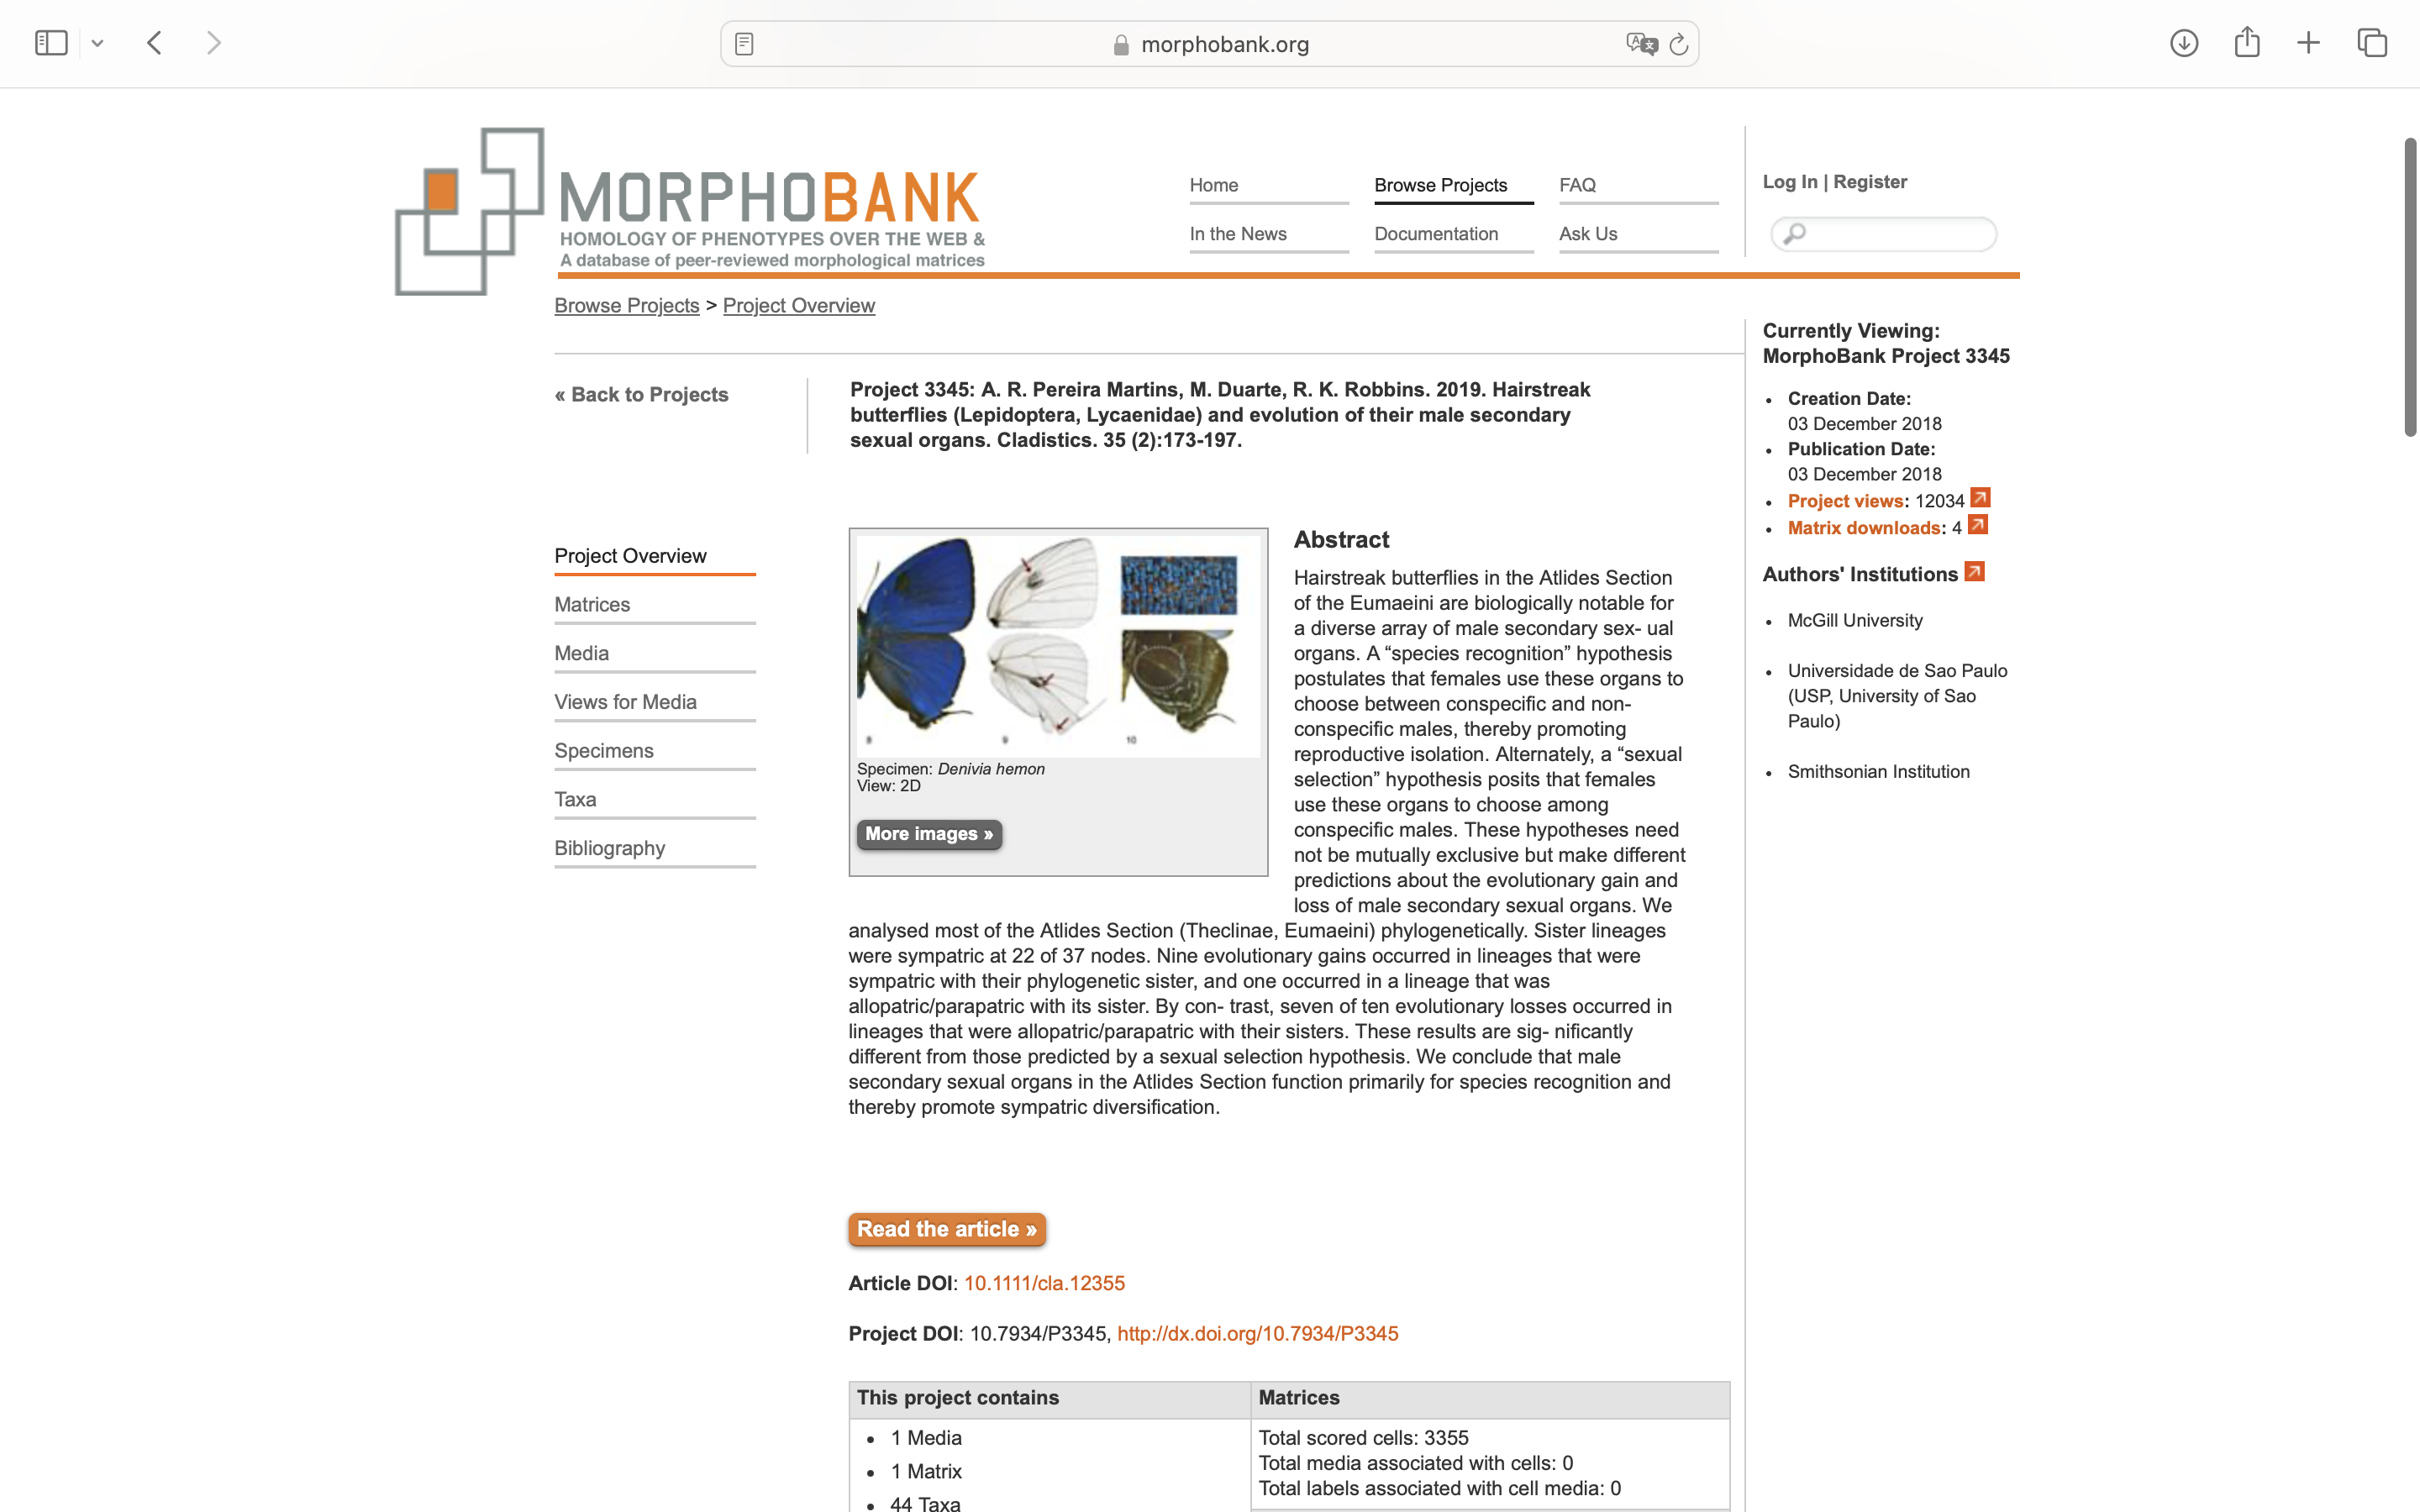 morphobank.org
MORPHOBANK
HOMOLOGY OF PHENOTYPES OVER THE WEB &
A database of peer-reviewed morphological matrices
Home
Browse Projects
FAQ
In the News
Documentation
Ask Us
Log In | Register
Browse Projects > Project Overview
« Back to Projects
Project 3345: A. R. Pereira Martins, M. Duarte, R. K. Robbins. 2019. Hairstreak
butterflies (Lepidoptera, Lycaenidae) and evolution of their male secondary
sexual organs. Cladistics. 35 (2):173-197.
Project Overview
Matrices
Media
Views for Media
Specimens
Taxa
Bibliography
8
9
10
Specimen: Denivia hemon
View: 2D
More images »
Abstract
Hairstreak butterflies in the Atlides Section
of the Eumaeini are biologically notable for
a diverse array of male secondary sex- ual
organs. A “species recognition” hypothesis
postulates that females use these organs to
choose between conspecific and non-
conspecific males, thereby promoting
reproductive isolation. Alternately, a “sexual
selection” hypothesis posits that females
use these organs to choose among
conspecific males. These hypotheses need
not be mutually exclusive but make different
predictions about the evolutionary gain and
loss of male secondary sexual organs. We
analysed most of the Atlides Section (Theclinae, Eumaeini) phylogenetically. Sister lineages
were sympatric at 22 of 37 nodes. Nine evolutionary gains occurred in lineages that were
sympatric with their phylogenetic sister, and one occurred in a lineage that was
allopatric/parapatric with its sister. By con- trast, seven of ten evolutionary losses occurred in
lineages that were allopatric/parapatric with their sisters. These results are sig- nificantly
different from those predicted by a sexual selection hypothesis. We conclude that male
secondary sexual organs in the Atlides Section function primarily for species recognition and
thereby promote sympatric diversification.
Read the article »
Article DOI: 10.1111/cla.12355
Project DOI: 10.7934/P3345, http://dx.doi.org/10.7934/P3345
This project contains
• 1 Media
• 1 Matrix
• 44 Taxa
Matrices
Total scored cells: 3355
Total media associated with cells: 0
Total labels associated with cell media: 0
Currently Viewing:
MorphoBank Project 3345
• Creation Date:
03 December 2018
• Publication Date:
03 December 2018
• Project views: 12034
• Matrix downloads: 4
Authors' Institutions
• McGill University
• Universidade de Sao Paulo
(USP, University of Sao
Paulo)
• Smithsonian Institution